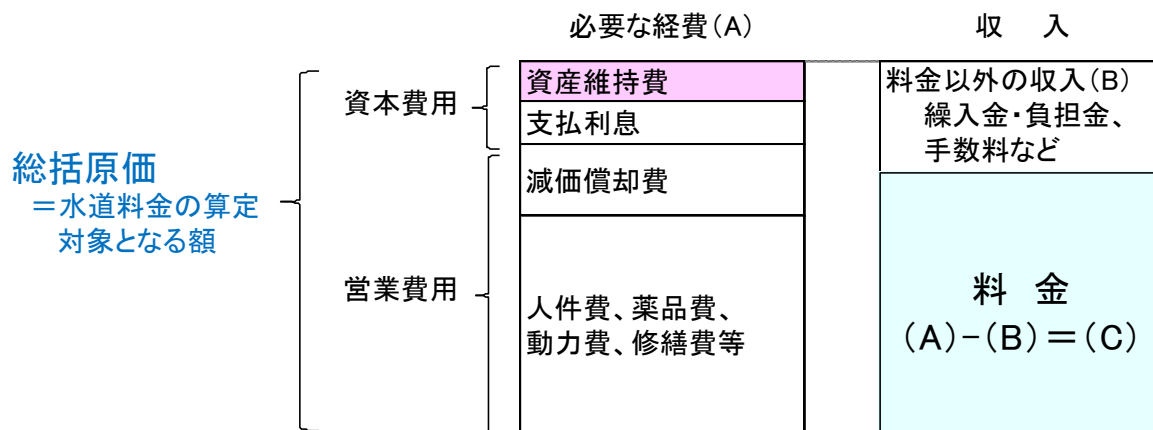 必要な経費(A)
収 入
総括原価
=水道料金の算定
対象となる額
資本費用
営業費用
資産維持費
支払利息
減価償却費
人件費、薬品費、
動力費、修繕費等
料金以外の収入(B)
繰入金・負担金、
手数料など
料 金
(A)-(B)=(C)